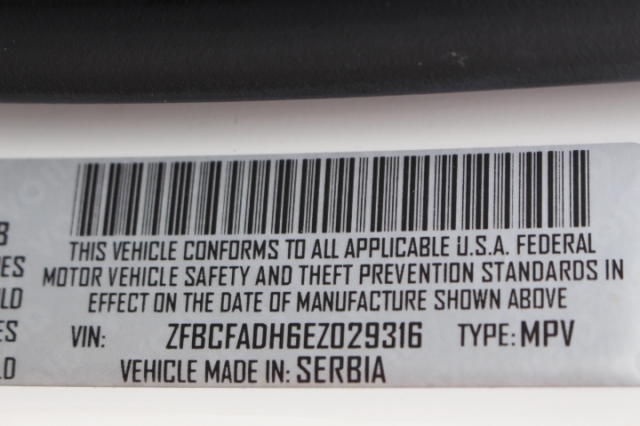 THIS VEHICLE CONFORMS TO ALL APPLICABLE U.S.A. FEDERAL
MOTOR VEHICLE SAFETY AND THEFT PREVENTION STANDARDS IN
EFFECT ON THE DATE OF MANUFACTURE SHOWN ABOVE
VIN: ZFBCFADH6EZ029316 TYPE: MPV
VEHICLE MADE IN: SERBIA